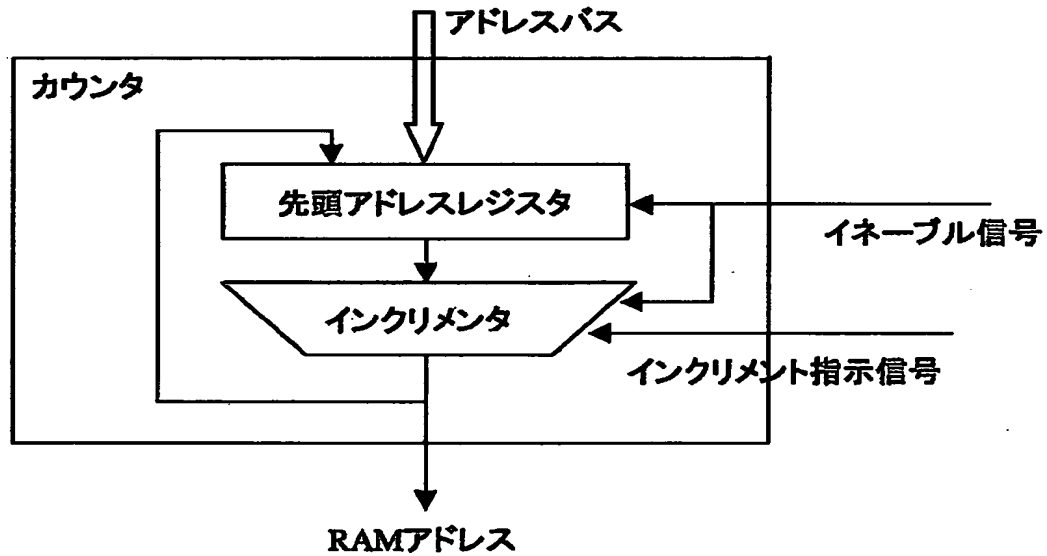 アドレスバス
カウンタ
先頭アドレスレジスタ
イネーブル信号
インクリメンタ
インクリメント指示信号
RAMアドレス